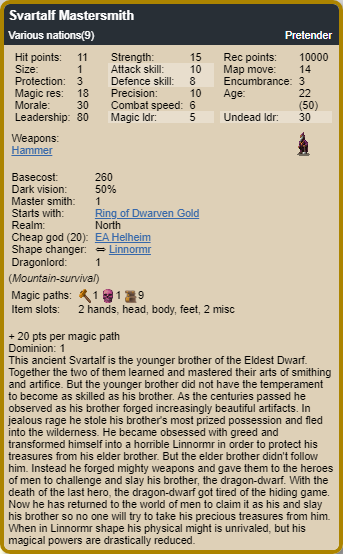 Svartalf Mastersmith
Various nations(9) Pretender
Hit points: 11 Strength: 15 Rec points: 10000
Size: 1 Attack skill: 10 Map move: 14
Protection: 3 Defence skill: 8 Encumbrance: 3
Magic res: 18 Precision: 10 Age: 22
Morale: 30 Combat speed: 6 (50)
Leadership: 80 Magic ldr: 5 Undead ldr: 30
Weapons:
Hammer
Basecost: 260
Dark vision: 50%
Master smith: 1
Starts with: Ring of Dwarven Gold
Realm: North
Cheap god (20): EA Helheim
Shape changer: ⇔ Linnormr
Dragonlord: 1
(Mountain-survival)
Magic paths: 1 1 9
Item slots: 2 hands, head, body, feet, 2 misc
+ 20 pts per magic path
Dominion: 1
This ancient Svartalf is the younger brother of the Eldest Dwarf.
Together the two of them learned and mastered their arts of smithing
and artifice. But the younger brother did not have the temperament
to become as skilled as his brother. As the centuries passed he
observed as his brother forged increasingly beautiful artifacts. In
jealous rage he stole his brother's most prized possession and fled
into the wilderness. He became obsessed with greed and
transformed himself into a horrible Linnormr in order to protect his
treasures from his elder brother. But the elder brother didn't follow
him. Instead he forged mighty weapons and gave them to the heroes
of men to challenge and slay his brother, the dragon-dwarf. With the
death of the last hero, the dragon-dwarf got tired of the hiding game.
Now he has returned to the world of men to claim it as his and slay
his brother so no one will try to take his precious treasures from him.
When in Linnormr shape his physical might is unrivaled, but his
magical powers are drastically reduced.